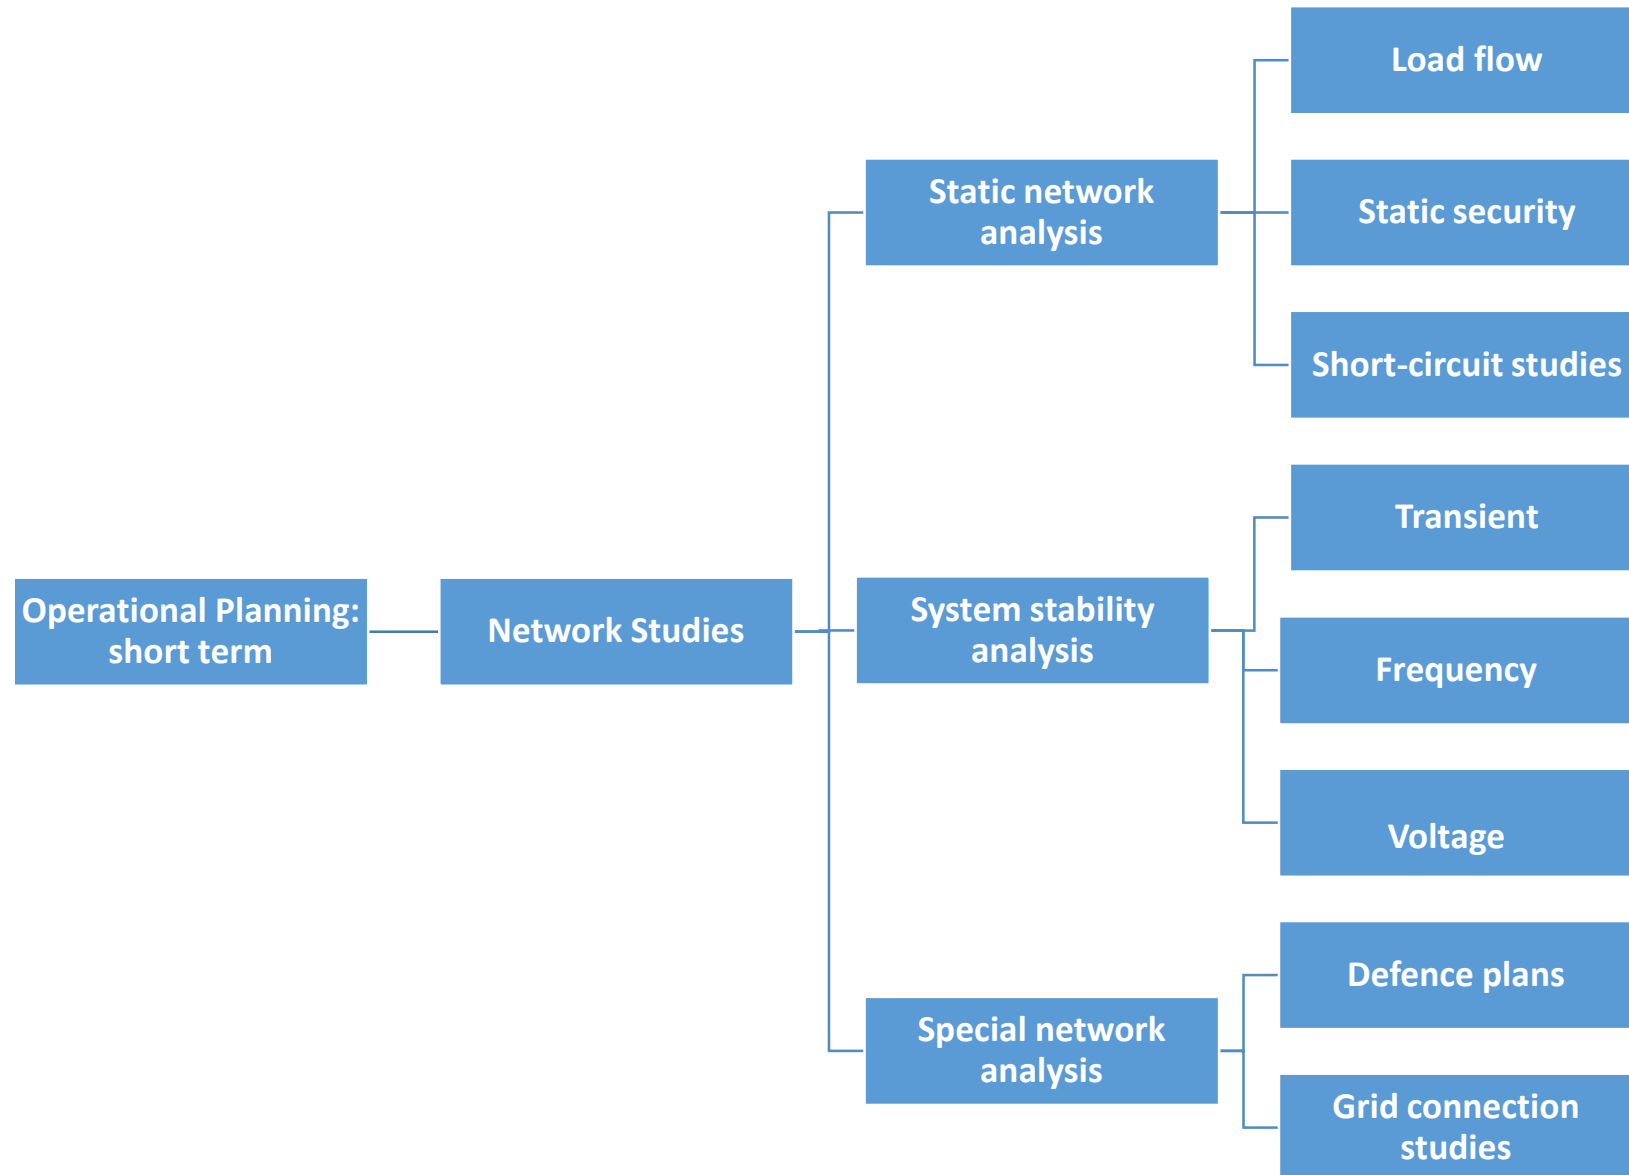 Operational Planning:
short term
Network Studies
Static network
analysis
Load flow
Static security
Short-circuit studies
System stability
analysis
Transient
Frequency
Voltage
Special network
analysis
Defence plans
Grid connection
studies